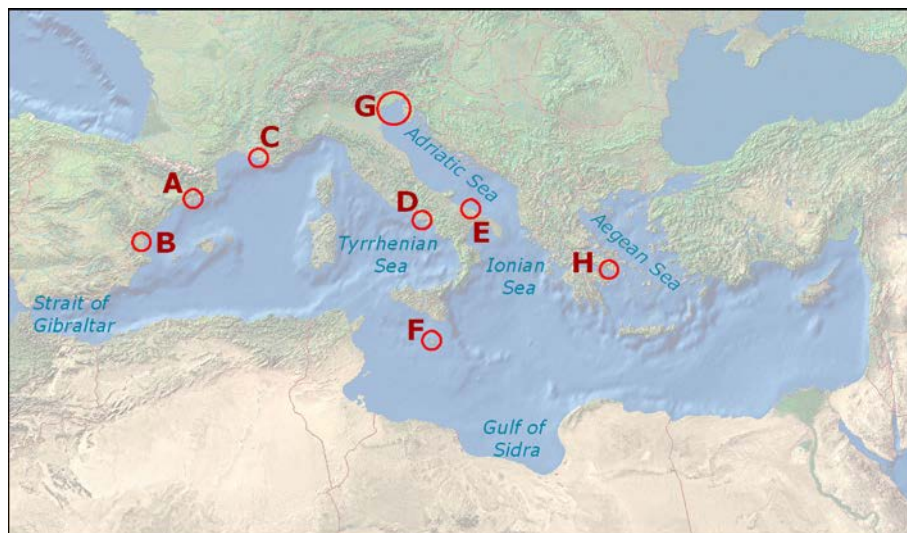 G
Adriatic Sea
C
A
D
E
B
Tyrrhenian
Sea
Ionian
Sea
Aegean Sea
H
Strait of
Gibraltar
F
Gulf of
Sidra